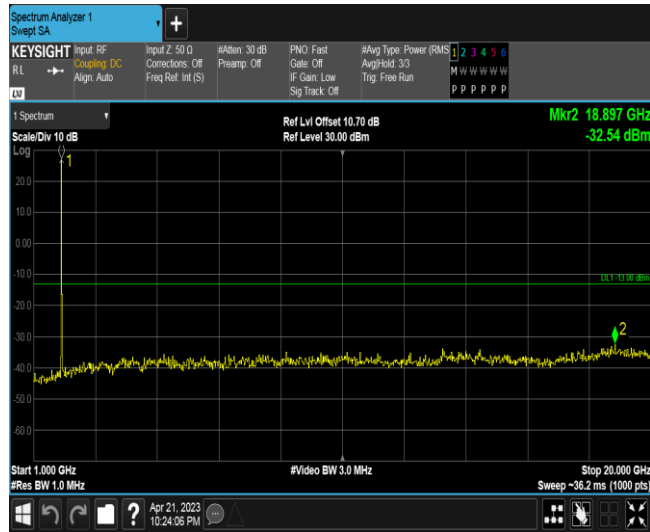 Spectrum Analyzer 1
Swept SA
+
KEYSIGHT Input: RF Input Z: 50 Ω #Atten: 30 dB PNO: Fast #Avg Type: Power (RMS 1 2 3 4 5 6
RL Coupling: DC Corrections: Off Preamp: Off Gate: Off Avg|Hold: 3/3 M W W W W W
Align: Auto Freq Ref: Int (S) IF Gain: Low Trig: Free Run
LXI Sig Track: Off P P P P P P
1 Spectrum Ref Lvl Offset 10.70 dB Mkr2 18.897 GHz
Scale/Div 10 dB Ref Level 30.00 dBm -32.54 dBm
Log
1
20.0
10.0
0.00
-10.0
DL1 -13.00 dBm
-20.0
-30.0
2
-40.0
-50.0
-60.0
Start 1.000 GHz #Video BW 3.0 MHz Stop 20.000 GHz
#Res BW 1.0 MHz Sweep ~36.2 ms (1000 pts)
? Apr 21, 2023
10:24:06 PM